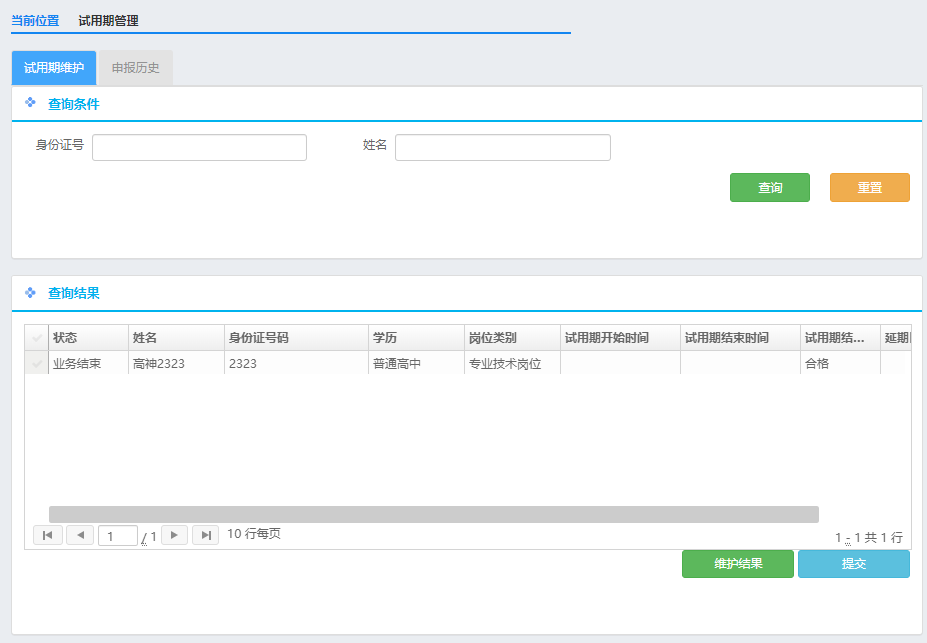 当前位置 试用期管理
试用期维护 申报历史
查询条件
身份证号 姓名
查询 重置
查询结果
状态 姓名 身份证号码 学历 岗位类别 试用期开始时间 试用期结束时间 试用期结... 延期
业务结束 高神2323 2323 普通高中 专业技术岗位 合格
1 / 1 10 行每页
1 - 1 共 1 行
维护结果 提交